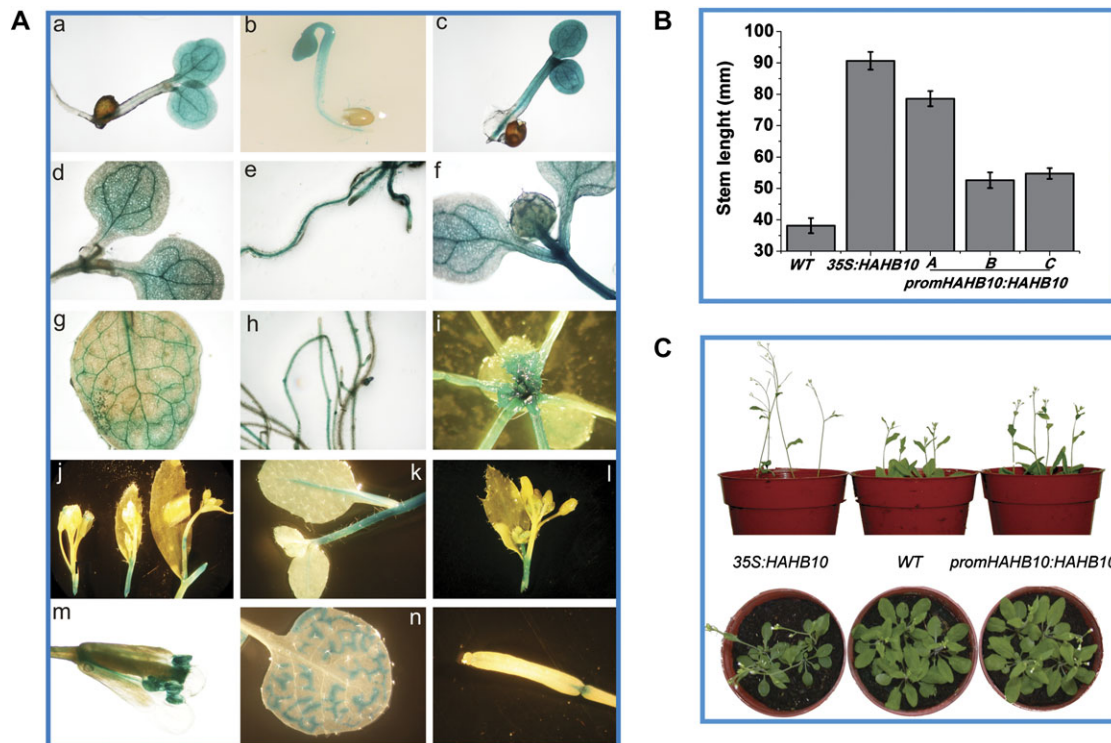 A
a
b
c
d
e
f
g
h
i
j
k
l
m
n
B
Stem lenght (mm)
100
90
80
70
60
50
40
30
WT
35S:HAHB10
A
B
C
promHAHB10:HAHB10
C
35S:HAHB10
WT
promHAHB10:HAHB10